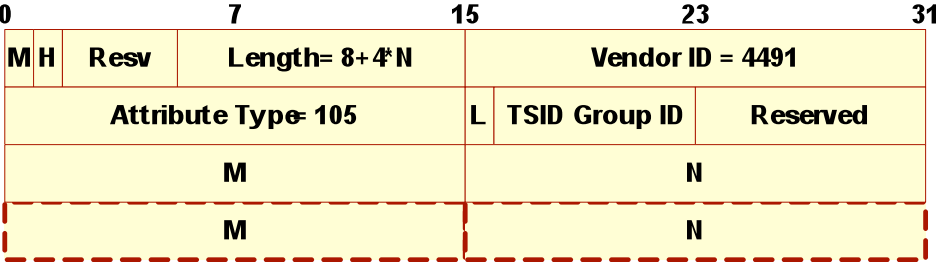 0 7 15 23 31
M H Resv Length= 8+4*N Vendor ID = 4491
Attribute Type= 105 L TSID Group ID Reserved
M N
M N